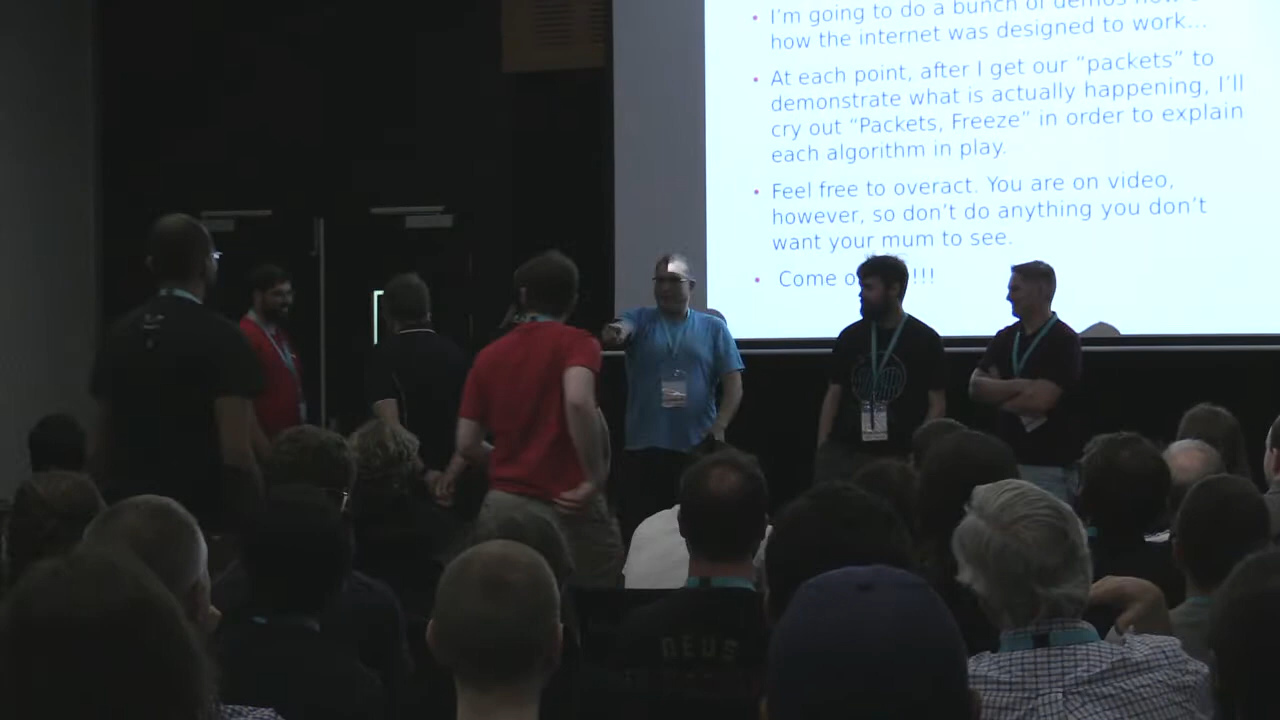 I'm going to do a bunch of demos
how the internet was designed to work...
At each point, after I get our "packets" to
demonstrate what is actually happening, I'll
cry out "Packets, Freeze" in order to explain
each algorithm in play.
Feel free to overact. You are on video,
however, so don't do anything you don't
want your mum to see.
Come !!!
DEUS